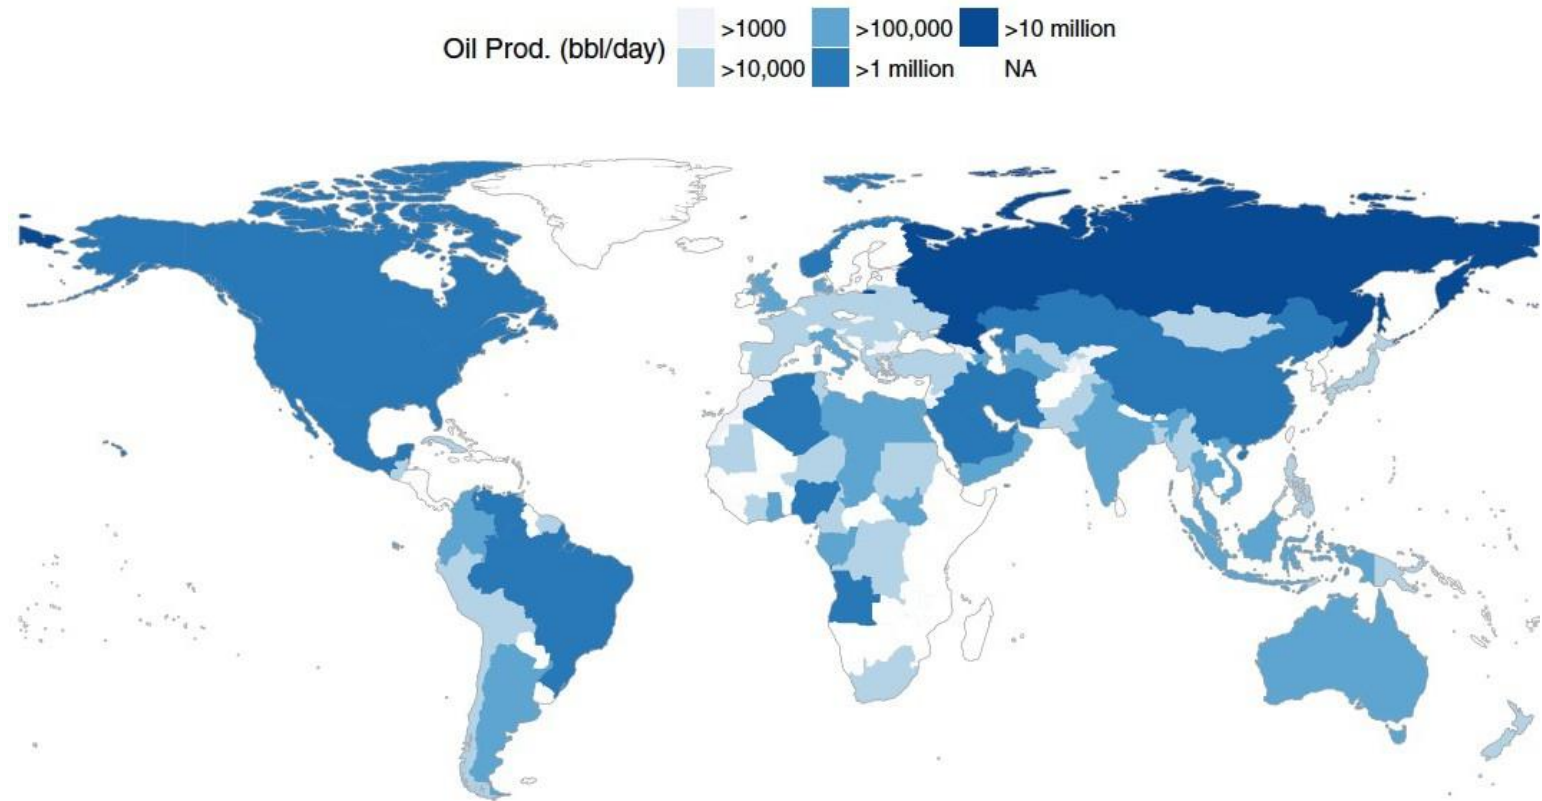 Oil Prod. (bbl/day)
>1000
>10,000
>100,000
>1 million
>10 million
NA